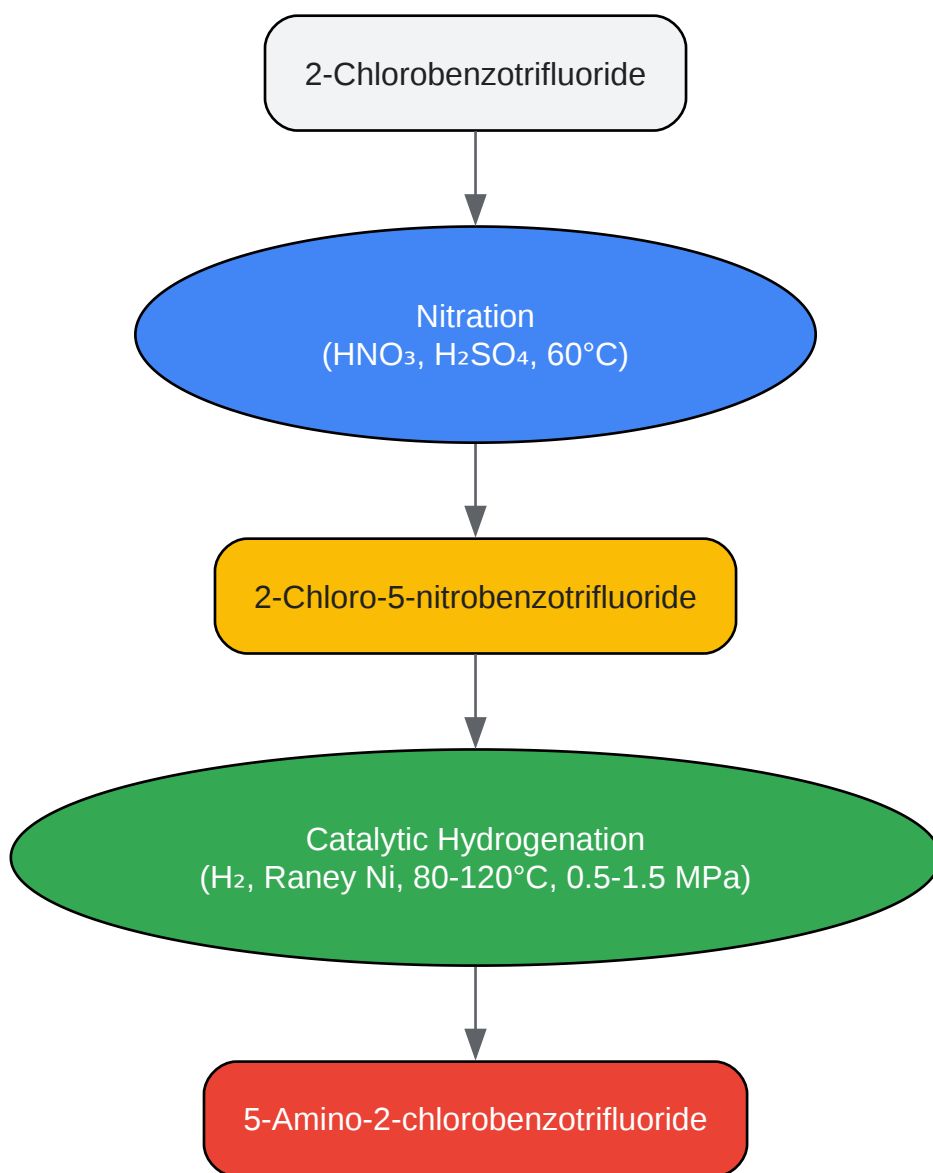 2-Chlorobenzotrifluoride
Nitration
(HNO₃, H₂SO₄, 60°C)
2-Chloro-5-nitrobenzotrifluoride
Catalytic Hydrogenation
(H₂, Raney Ni, 80-120°C, 0.5-1.5 MPa)
5-Amino-2-chlorobenzotrifluoride